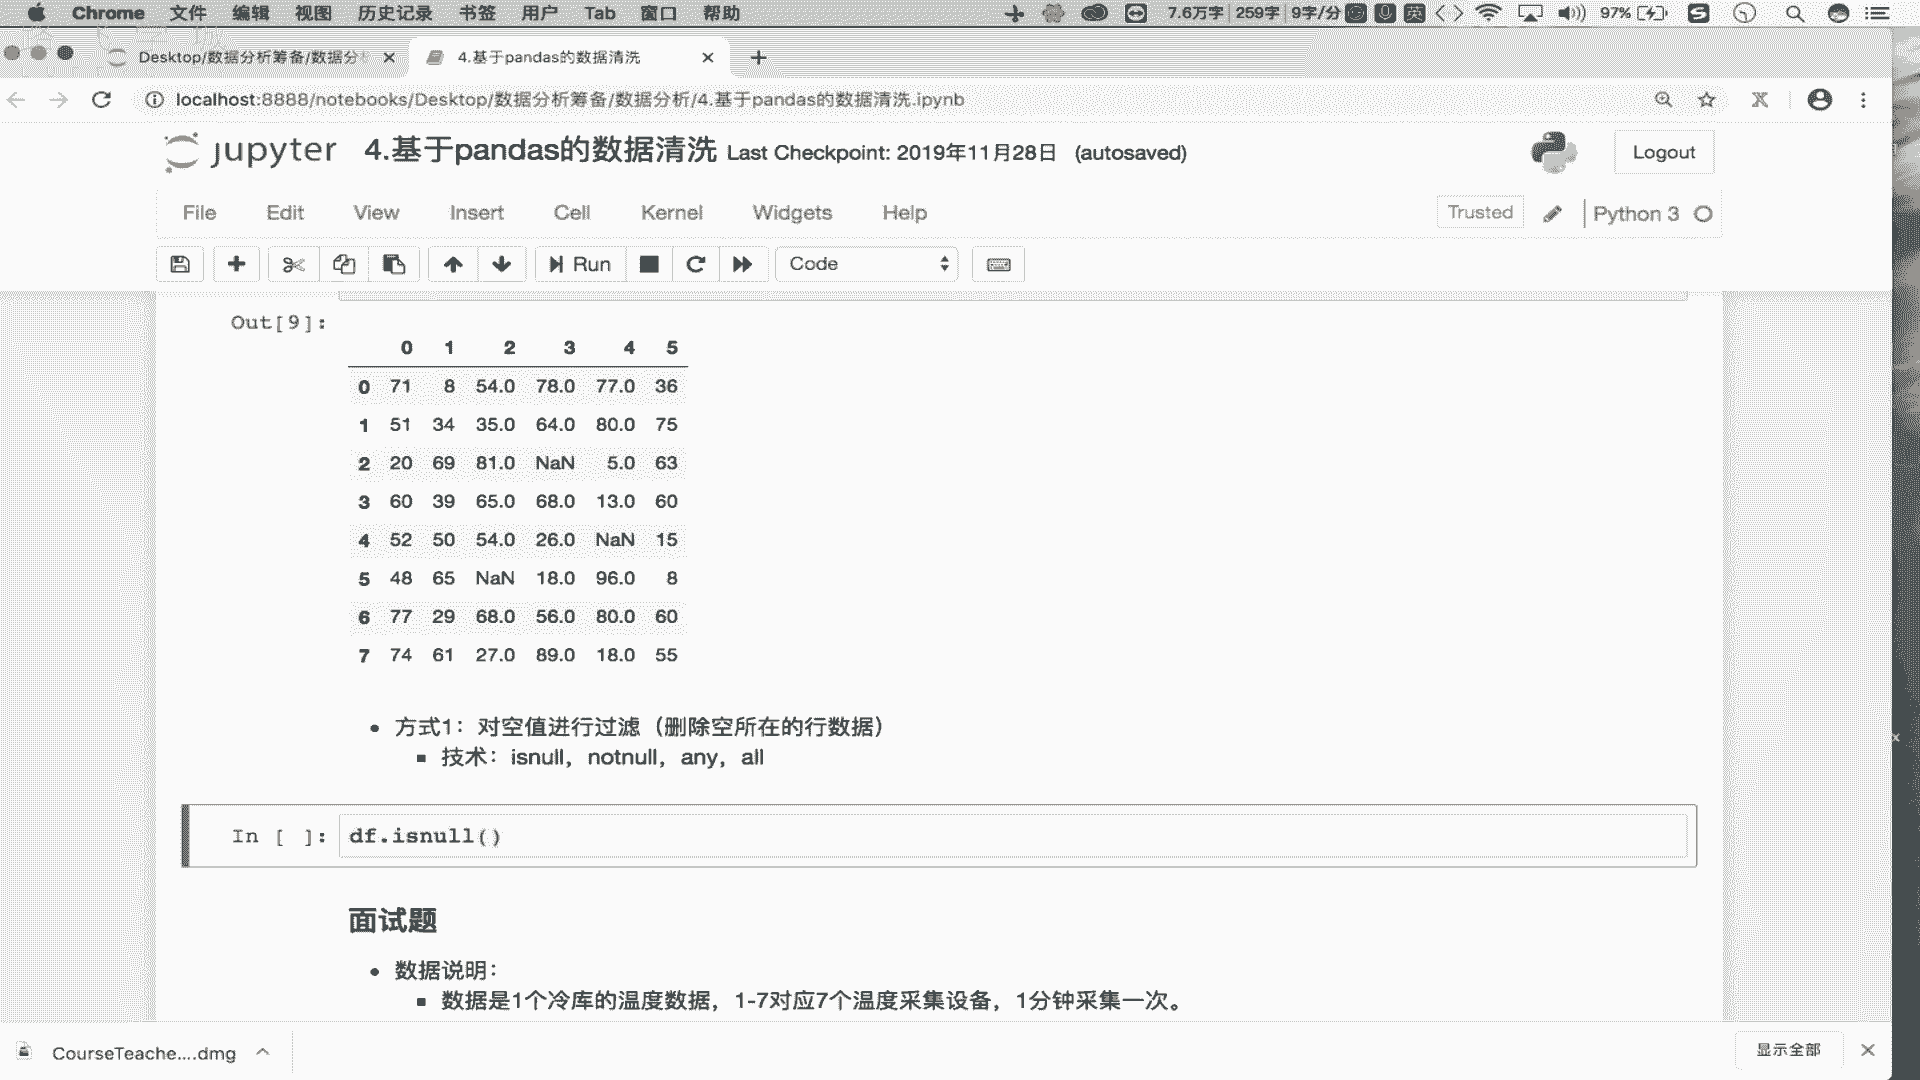 Chrome 文件 编辑 视图 历史记录 书签 用户 Tab 窗口 帮助 7.6万字 259字 9字/分 英 97%
Desktop/数据分析筹备/数据分 4.基于pandas的数据清洗
localhost:8888/notebooks/Desktop/数据分析筹备/数据分析/4.基于pandas的数据清洗.ipynb
jupyter 4.基于pandas的数据清洗 Last Checkpoint: 2019年11月28日 (autosaved) Logout
File Edit View Insert Cell Kernel Widgets Help Trusted Python 3
Run Code
Out[9]:
0 1 2 3 4 5
0 71 8 54.0 78.0 77.0 36
1 51 34 35.0 64.0 80.0 75
2 20 69 81.0 NaN 5.0 63
3 60 39 65.0 68.0 13.0 60
4 52 50 54.0 26.0 NaN 15
5 48 65 NaN 18.0 96.0 8
6 77 29 68.0 56.0 80.0 60
7 74 61 27.0 89.0 18.0 55
方式1：对空值进行过滤（删除空所在的行数据）
技术：isnull，notnull，any，all
In [ ]: df.isnull()
面试题
数据说明：
数据是1个冷库的温度数据，1-7对应7个温度采集设备，1分钟采集一次。
CourseTeache....dmg 显示全部